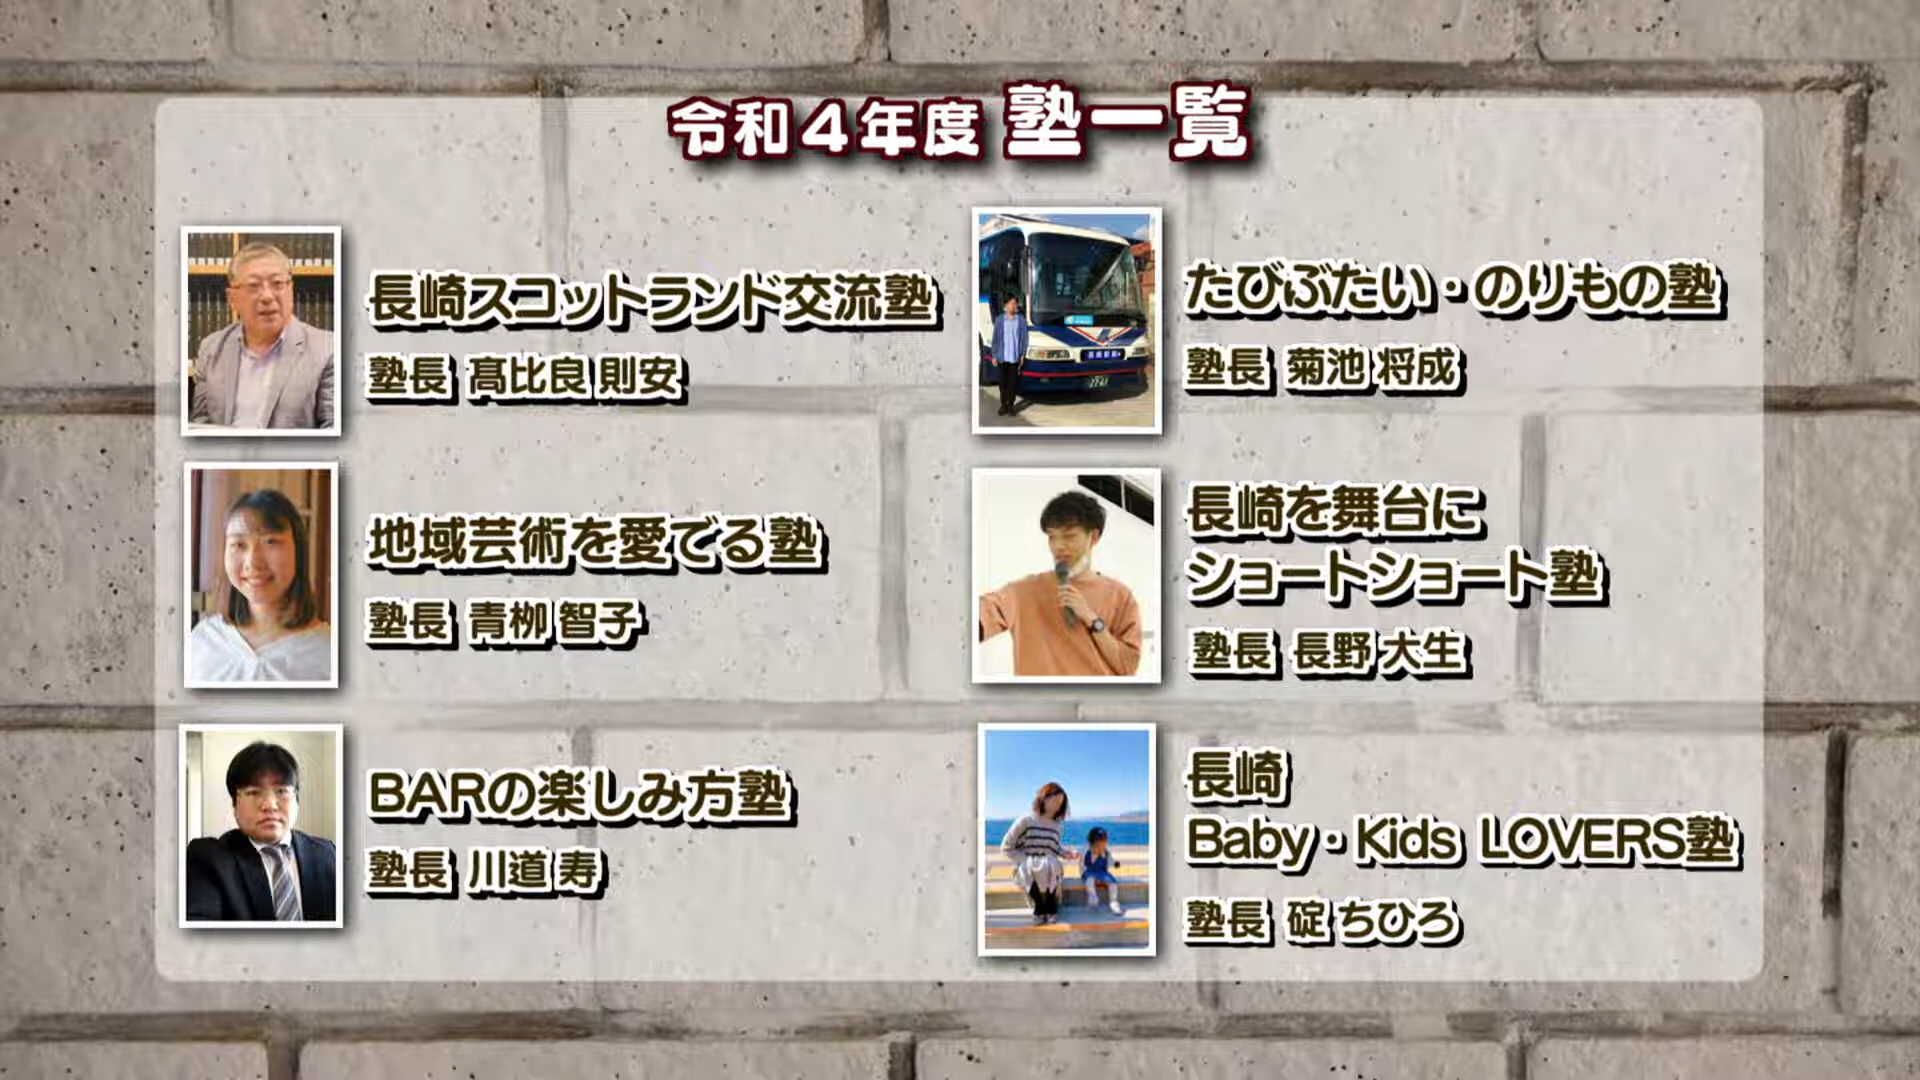 令和4年度 塾一覧
長崎スコットランド交流塾
塾長 髙比良 則安
たびぶたい・のりもの塾
塾長 菊池 将成
地域芸術を愛でる塾
塾長 青栁 智子
長崎を舞台に
ショートショート塾
塾長 長野 大生
BARの楽しみ方塾
塾長 川道 寿
長崎
Baby・Kids LOVERS塾
塾長 碇 ちひろ